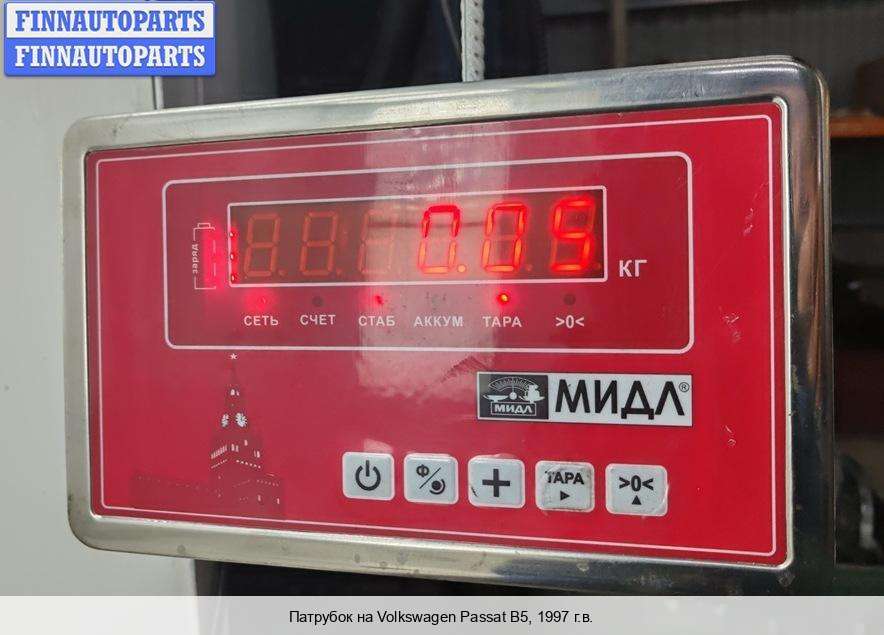 FINNAUTOPARTS
FINNAUTOPARTS
заряд
0.05
КГ
СЕТЬ СЧЕТ СТАБ АККУМ ТАРА >0<
МИДЛ МИДЛ®
Ф
ТАРА >0<
Патрубок на Volkswagen Passat B5, 1997 г.в.